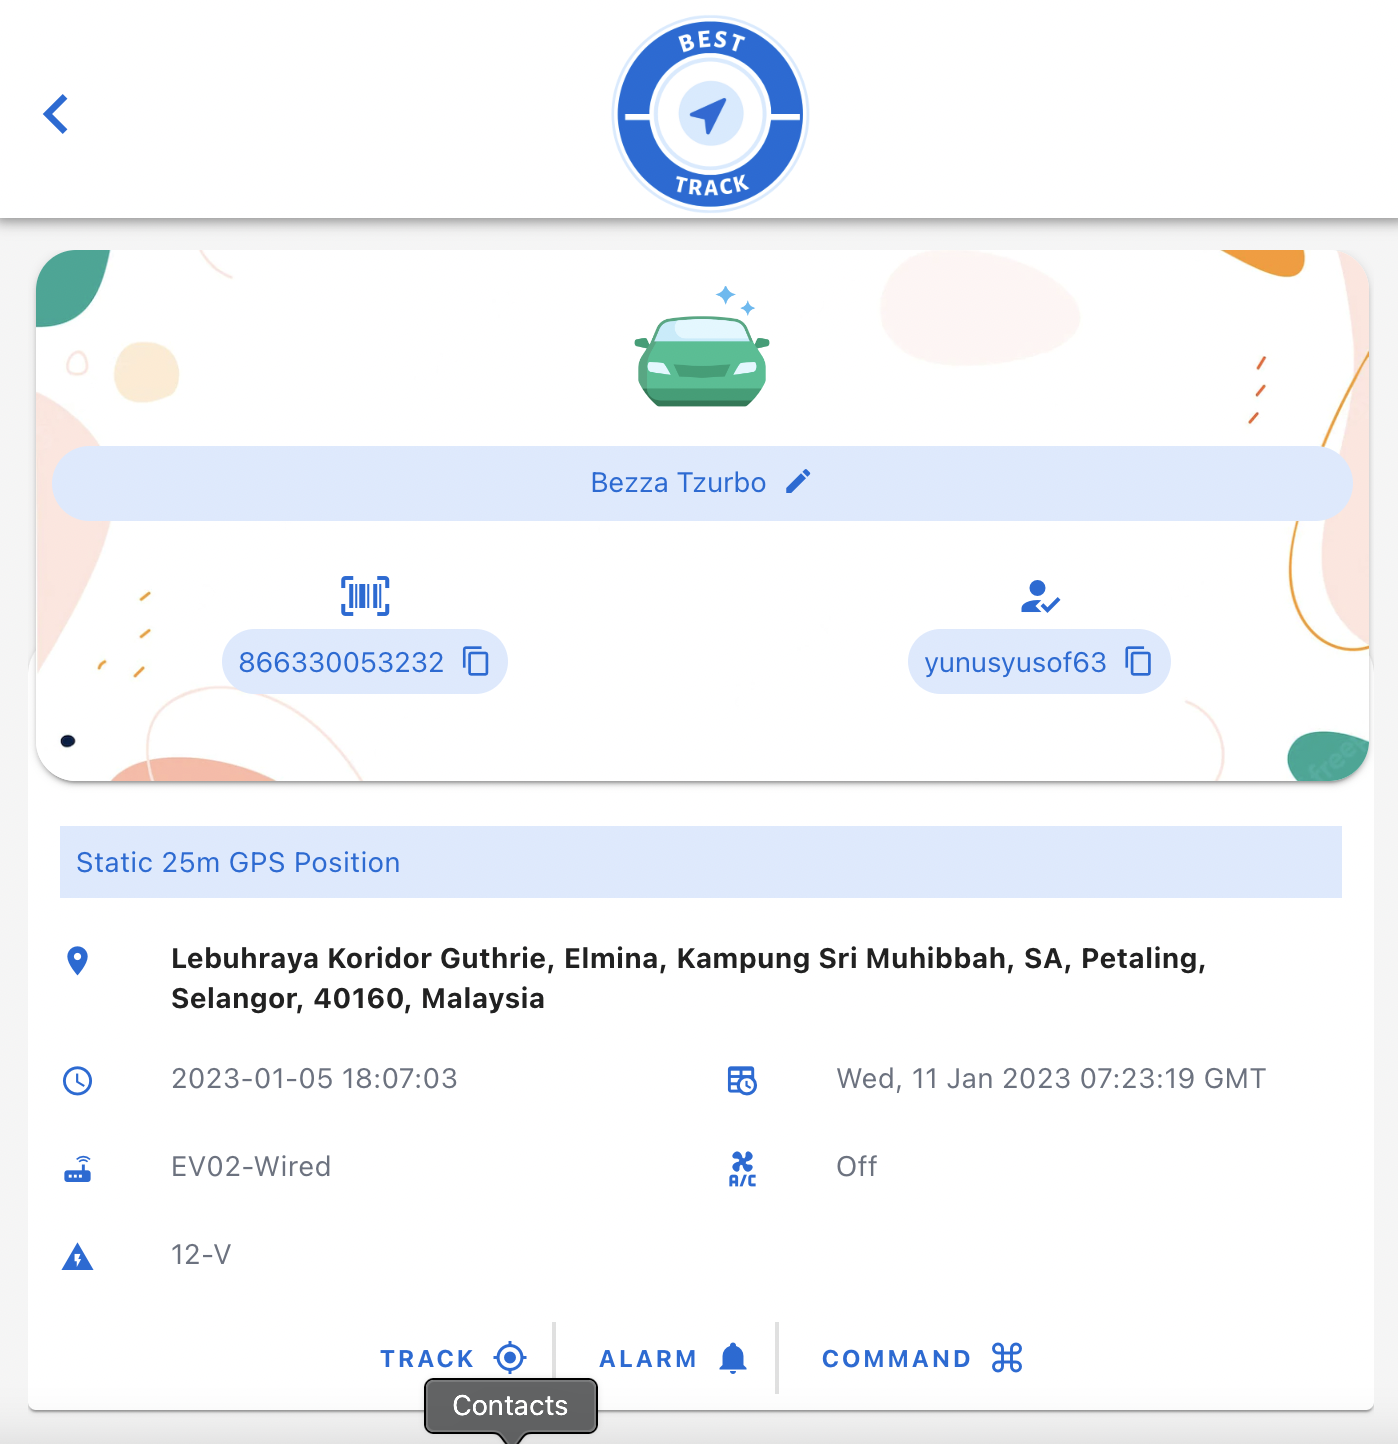 BEST
TRACK
Bezza Tzurbo
866330053232
yunusyusof63
Static 25m GPS Position
Lebuhraya Koridor Guthrie, Elmina, Kampung Sri Muhibbah, SA, Petaling,
Selangor, 40160, Malaysia
2023-01-05 18:07:03
Wed, 11 Jan 2023 07:23:19 GMT
EV02-Wired
A/C
Off
12-V
TRACK
ALARM
COMMAND
Contacts